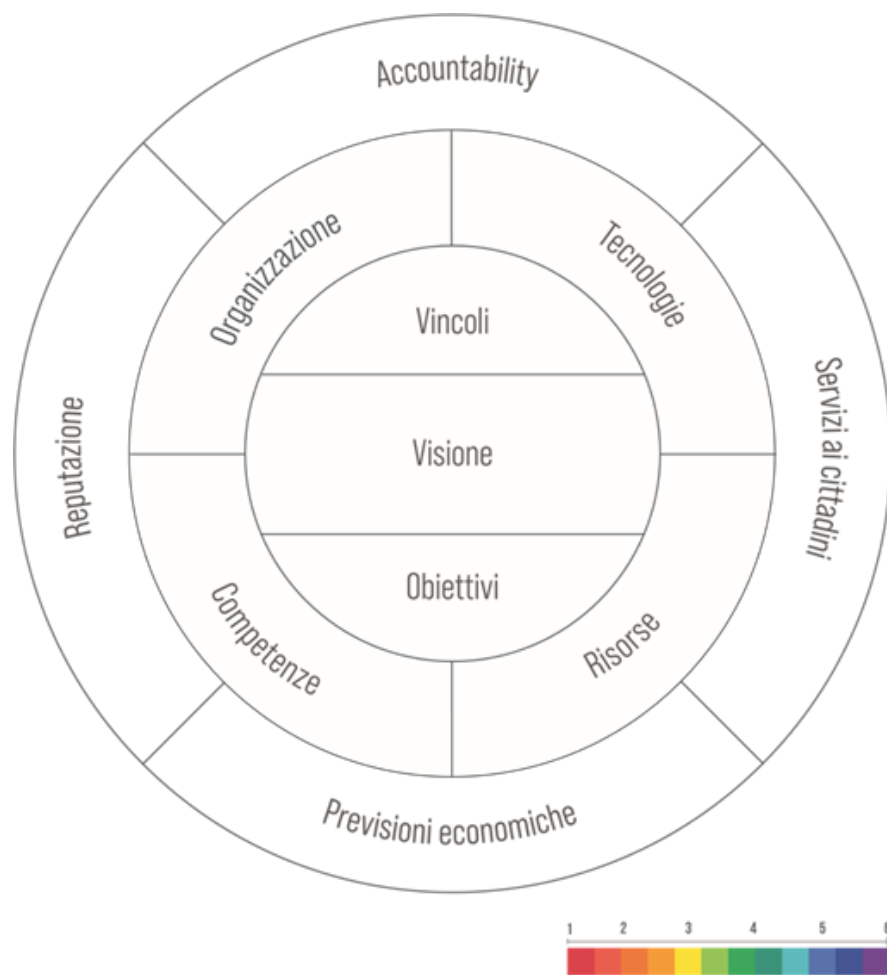 Accountability
Organizzazione
Tecnologie
Vincoli
Reputazione
Visione
Servizi ai cittadini
Obiettivi
Competenze
Risorse
Previsioni economiche
1 2 3 4 5 6